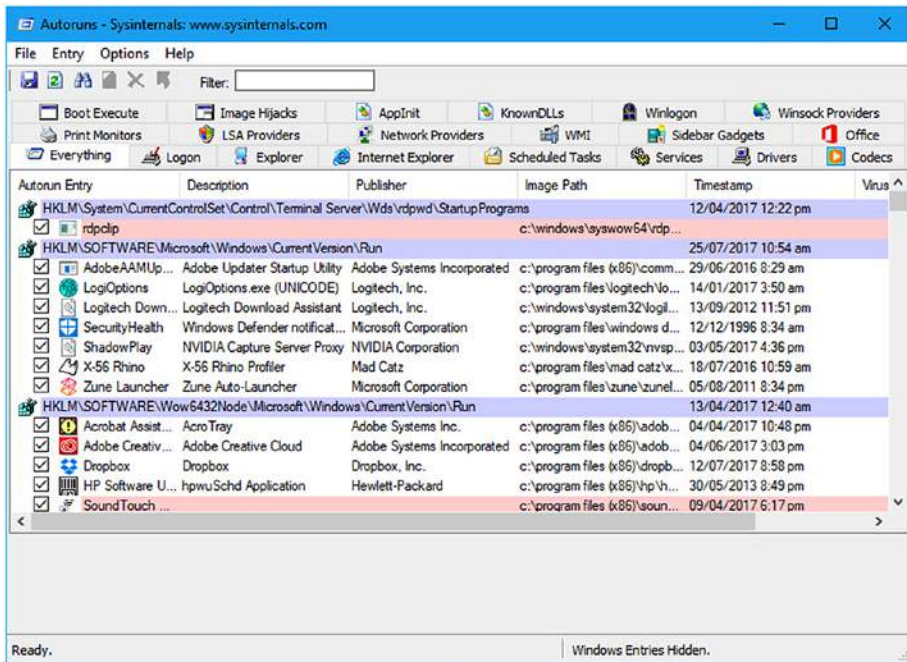 Autoruns - Sysinternals: www.sysinternals.com
File Entry Options Help
Filter:
Boot Execute Image Hijacks AppInit KnownDLLs Winlogon Winsock Providers
Print Monitors LSA Providers Network Providers WMI Sidebar Gadgets Office
Everything Logon Explorer Internet Explorer Scheduled Tasks Services Drivers Codecs
Autorun Entry Description Publisher Image Path Timestamp Virus
HKLM\System\CurrentControlSet\Control\Terminal Server\Wds\rdpwd\StartupPrograms 12/04/2017 12:22 pm
rdpclip c:\windows\syswow64\rdp...
HKLM\SOFTWARE\Microsoft\Windows\CurrentVersion\Run 25/07/2017 10:54 am
AdobeAAMUp... Adobe Updater Startup Utility Adobe Systems Incorporated c:\program files (x86)\comm... 29/06/2016 8:29 am
LogiOptions LogiOptions.exe (UNICODE) Logitech, Inc. c:\program files\logitech\lo... 14/01/2017 3:50 am
Logitech Down... Logitech Download Assistant Logitech, Inc. c:\windows\system32\logil... 13/09/2012 11:51 pm
SecurityHealth Windows Defender notificat... Microsoft Corporation c:\program files\windows d... 12/12/1996 8:34 am
ShadowPlay NVIDIA Capture Server Proxy NVIDIA Corporation c:\windows\system32\nvsp... 03/05/2017 4:36 pm
X-56 Rhino X-56 Rhino Profiler Mad Catz c:\program files\mad catz\x... 18/07/2016 10:59 am
Zune Launcher Zune Auto-Launcher Microsoft Corporation c:\program files\zune\zunel... 05/08/2011 8:34 pm
HKLM\SOFTWARE\Wow6432Node\Microsoft\Windows\CurrentVersion\Run 13/04/2017 12:40 am
Acrobat Assist... AcroTray Adobe Systems Inc. c:\program files (x86)\adob... 04/04/2017 10:48 pm
Adobe Creativ... Adobe Creative Cloud Adobe Systems Incorporated c:\program files (x86)\adob... 04/06/2017 3:03 pm
Dropbox Dropbox Dropbox, Inc. c:\program files (x86)\dropb... 12/07/2017 8:58 pm
HP Software U... hpwuSchd Application Hewlett-Packard c:\program files (x86)\hp\h... 30/05/2013 8:49 pm
SoundTouch ... c:\program files (x86)\soun... 09/04/2017 6:17 pm
Ready. Windows Entries Hidden.